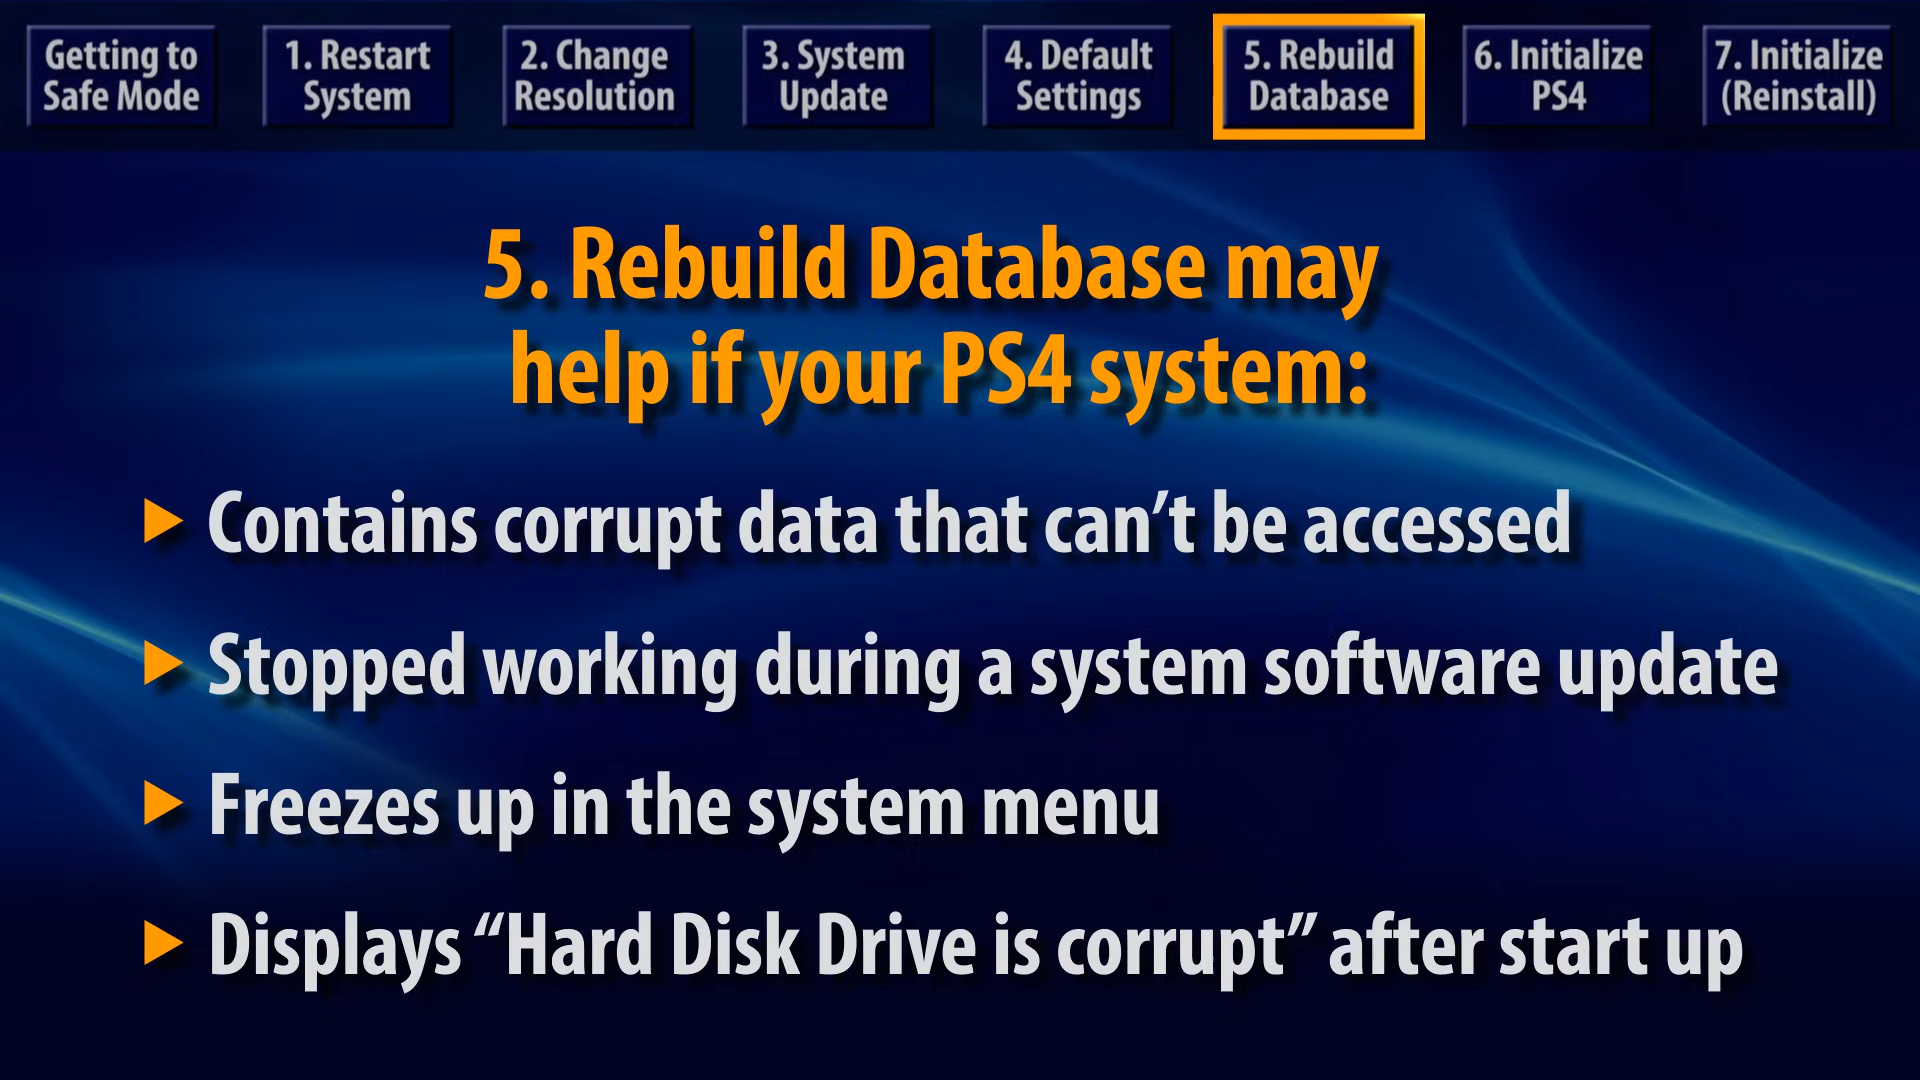 Getting to
Safe Mode
1. Restart
System
2. Change
Resolution
3. System
Update
4. Default
Settings
5. Rebuild
Database
6. Initialize
PS4
7. Initialize
(Reinstall)
5. Rebuild Database may
help if your PS4 system:
Contains corrupt data that can’t be accessed
Stopped working during a system software update
Freezes up in the system menu
Displays “Hard Disk Drive is corrupt” after start up